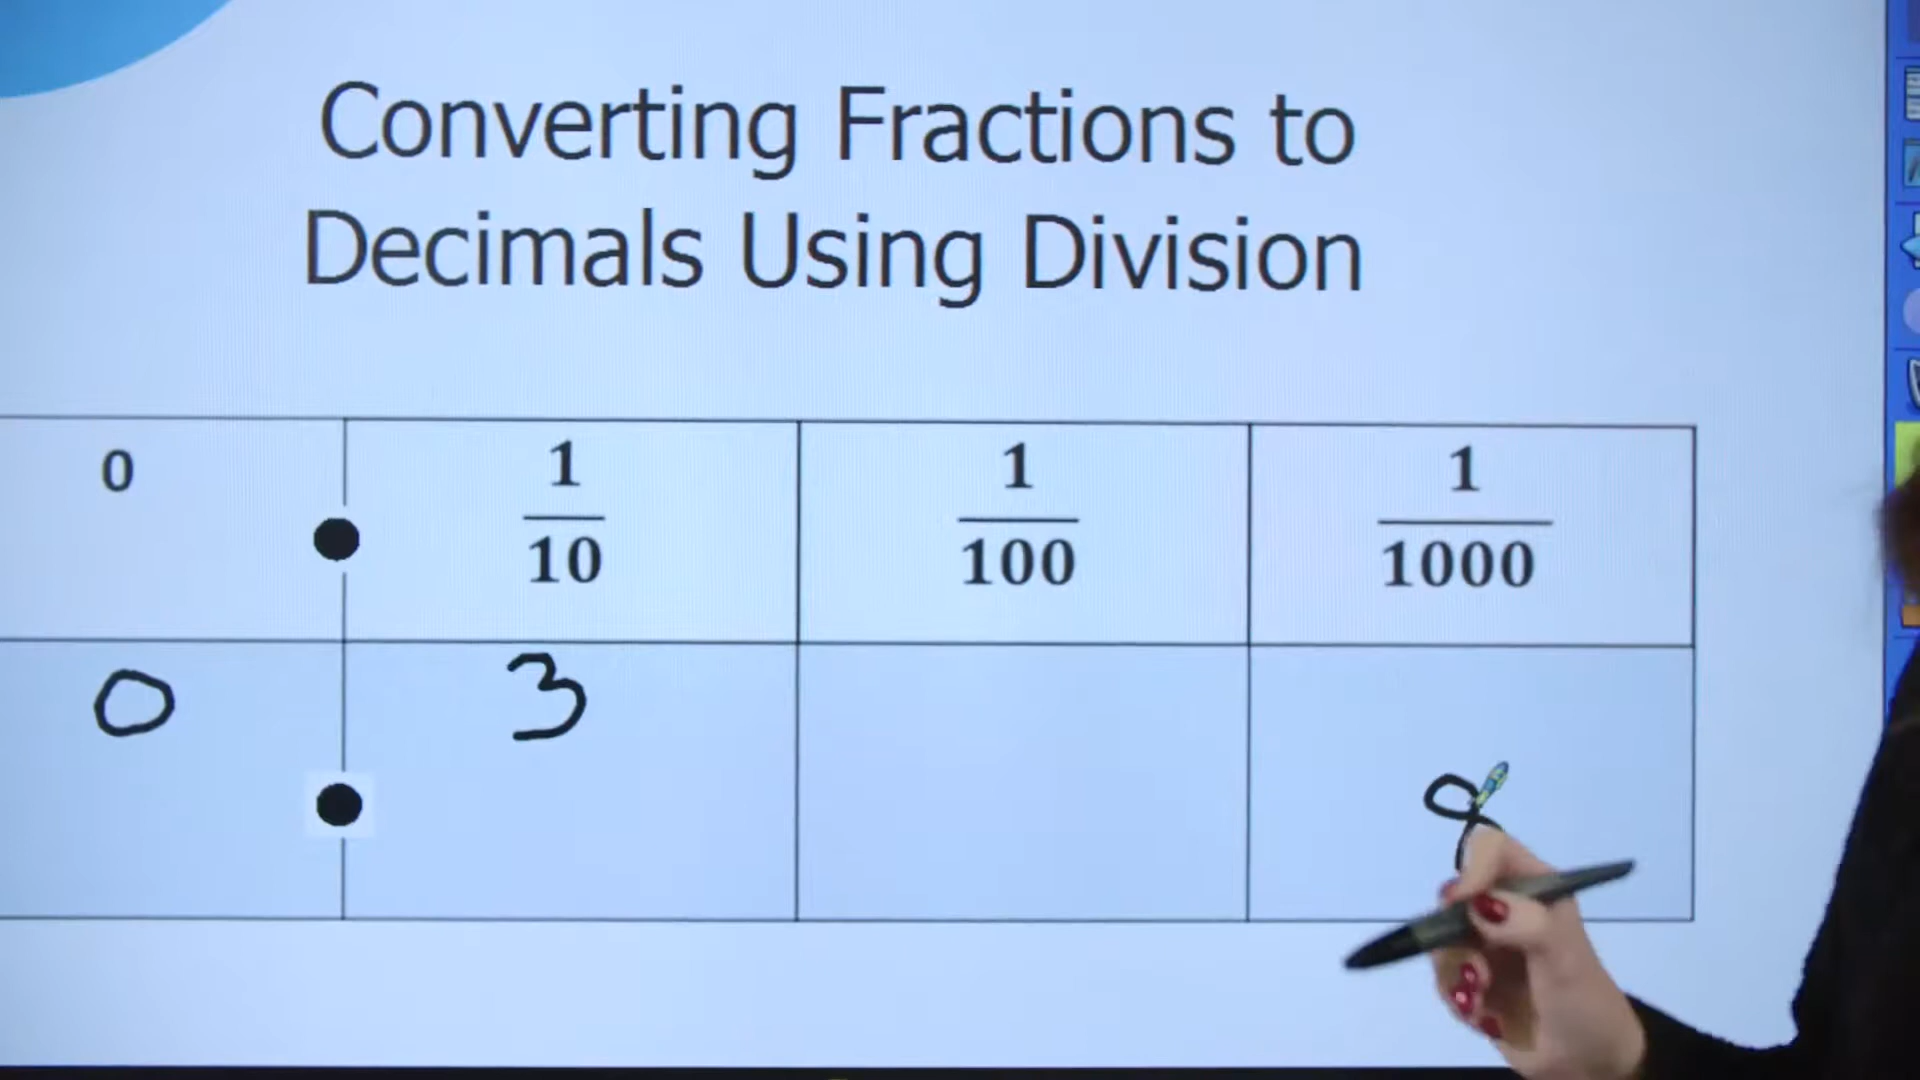 Converting Fractions to
Decimals Using Division
0 1/10 1/100 1/1000
0 . 3 8